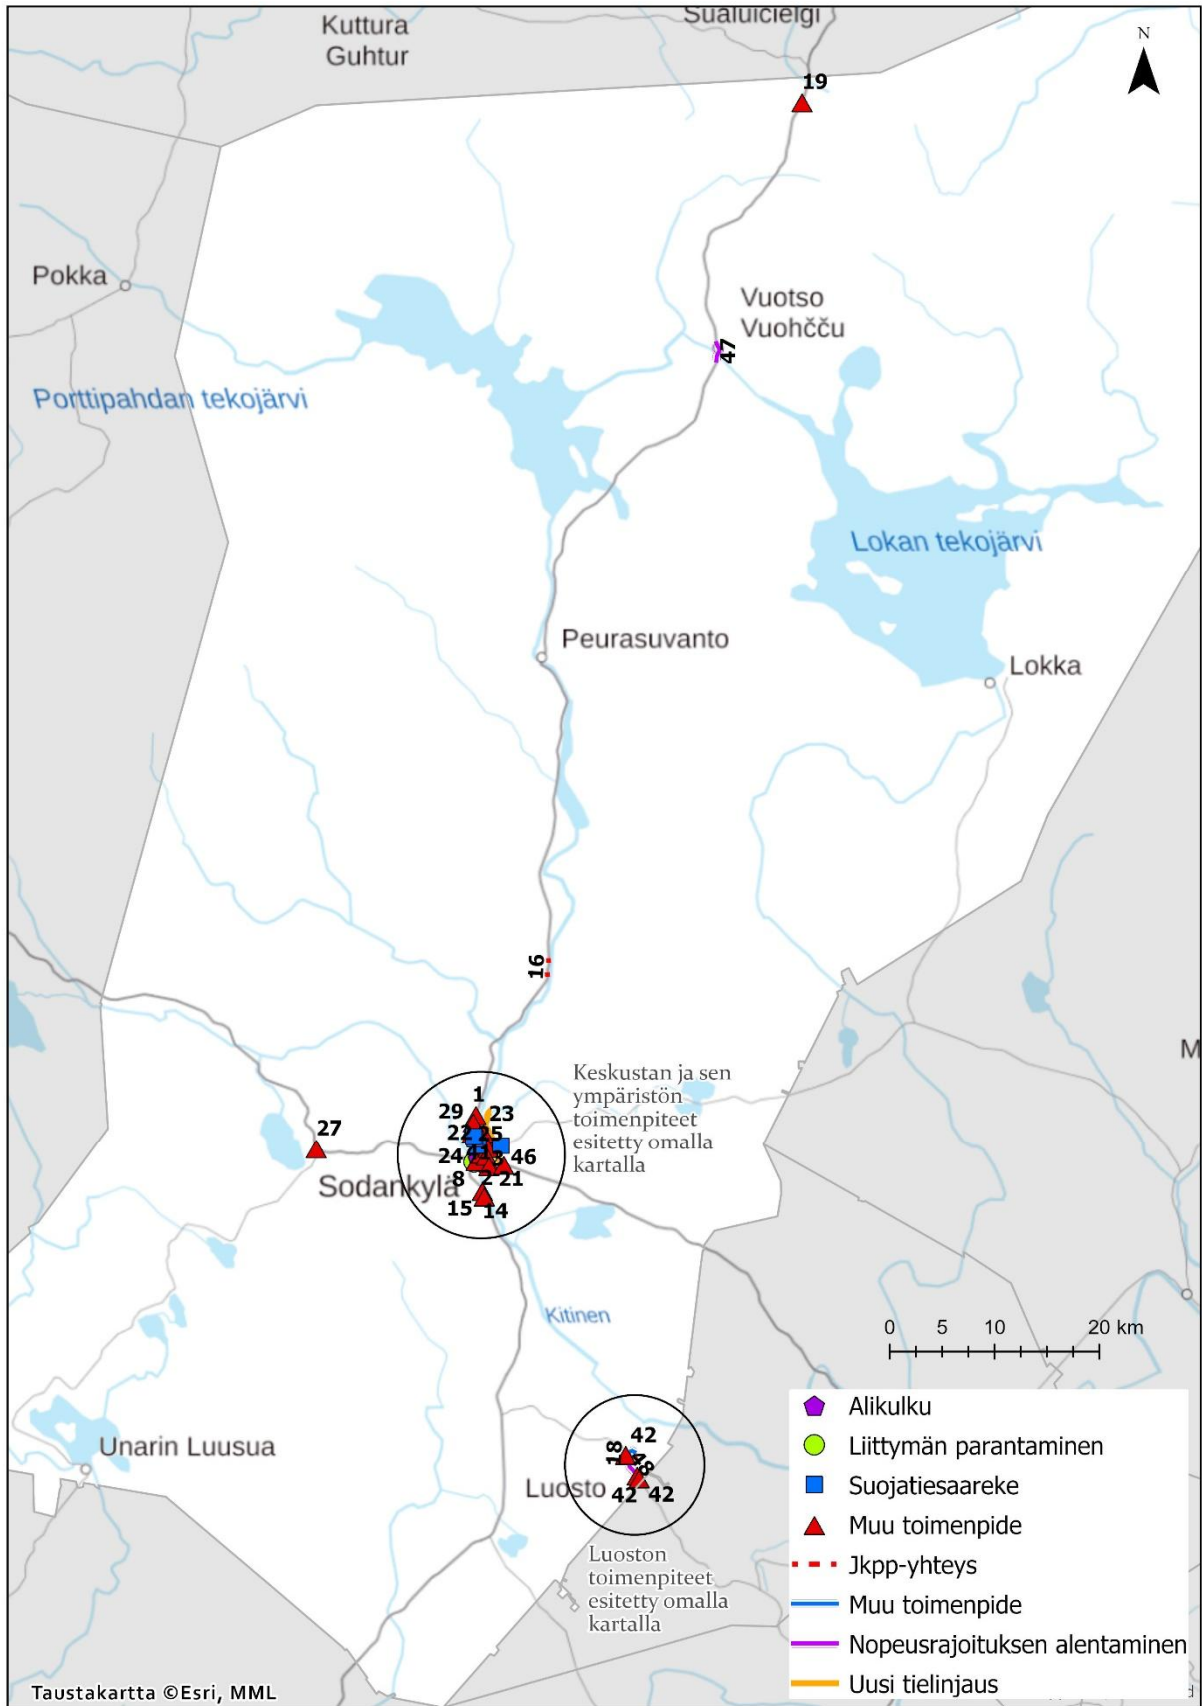 Kuttura
Guhtur
Sualuicielgi
N
19
Pokka
Vuotso
Vuohčču
47
Porttipahdan tekojärvi
Lokan tekojärvi
Peurasuvanto
Lokka
16
M
Keskustan ja sen
ympäristön
toimenpiteet
esitetty omalla
kartalla
1
29
23
22
25
27
24
41
46
8
2
21
Sodankylä
15
14
Kitinen
0 5 10 20 km
42
18
Unarin Luusua
Luosto
42
42
Luoston
toimenpiteet
esitetty omalla
kartalla
Alikulku
Liittymän parantaminen
Suojatiesaareke
Muu toimenpide
Jkpp-yhteys
Muu toimenpide
Nopeusrajoituksen alentaminen
Uusi tielinjaus
Taustakartta ©Esri, MML